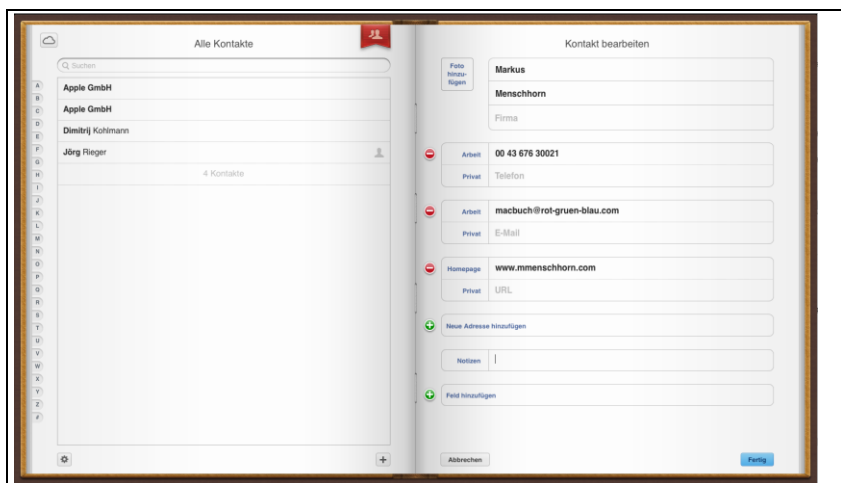 Alle Kontakte
Suchen
A
B
C
D
E
F
G
H
I
J
K
L
M
N
O
P
Q
R
S
T
U
V
W
X
Y
Z
#
Apple GmbH
Apple GmbH
Dimitrij Kohlmann
Jörg Rieger
4 Kontakte
Kontakt bearbeiten
Foto
hinzu-
fügen
Markus
Menschhorn
Firma
Arbeit 00 43 676 30021
Privat Telefon
Arbeit macbuch@rot-gruen-blau.com
Privat E-Mail
Homepage www.mmenschhorn.com
Privat URL
Neue Adresse hinzufügen
Notizen
Feld hinzufügen
Abbrechen
Fertig